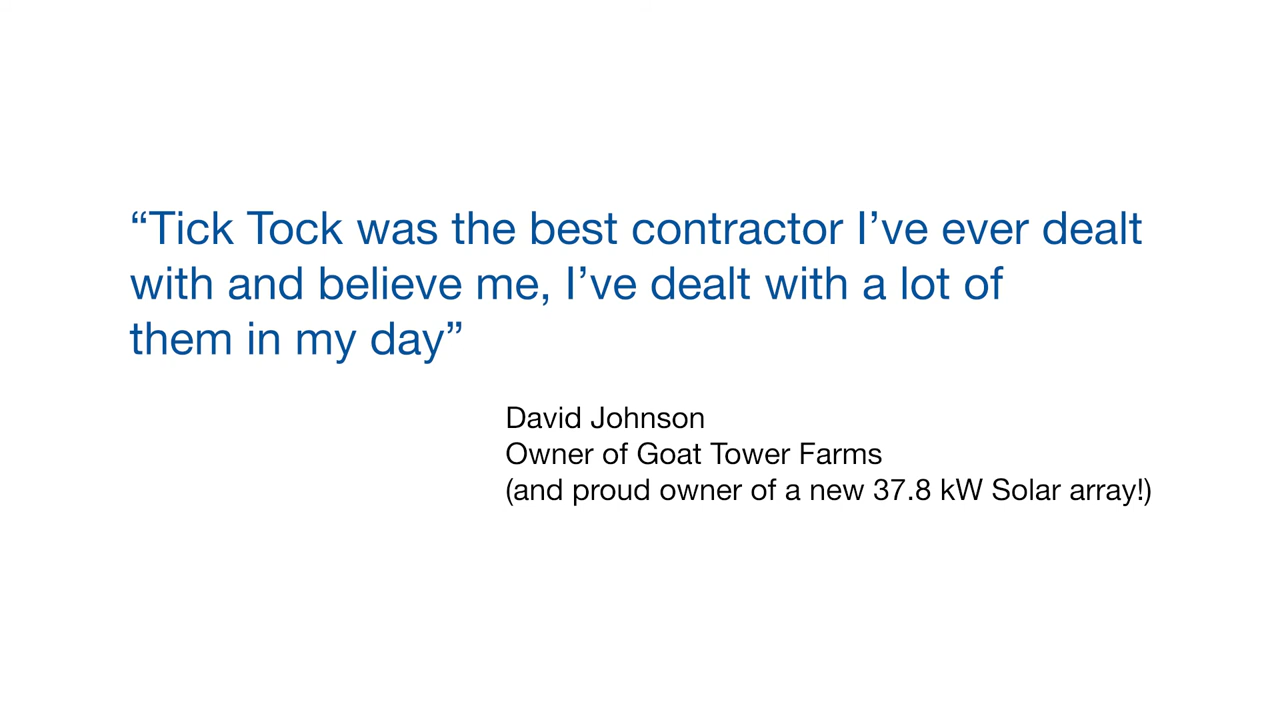 “Tick Tock was the best contractor I’ve ever dealt
with and believe me, I’ve dealt with a lot of
them in my day”
David Johnson
Owner of Goat Tower Farms
(and proud owner of a new 37.8 kW Solar array!)